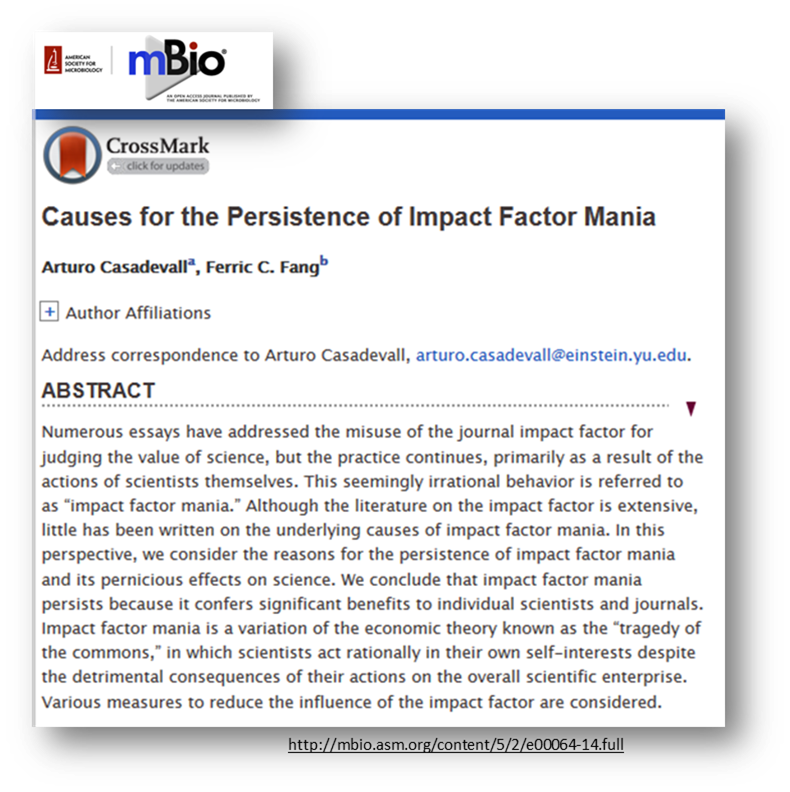 AMERICAN
SOCIETY FOR
MICROBIOLOGY
mBio®
AN OPEN ACCESS JOURNAL PUBLISHED BY
THE AMERICAN SOCIETY FOR MICROBIOLOGY
CrossMark
click for updates
Causes for the Persistence of Impact Factor Mania
Arturo Casadevallᵃ, Ferric C. Fangᵇ
+ Author Affiliations
Address correspondence to Arturo Casadevall, arturo.casadevall@einstein.yu.edu.
ABSTRACT
Numerous essays have addressed the misuse of the journal impact factor for
judging the value of science, but the practice continues, primarily as a result of the
actions of scientists themselves. This seemingly irrational behavior is referred to
as “impact factor mania.” Although the literature on the impact factor is extensive,
little has been written on the underlying causes of impact factor mania. In this
perspective, we consider the reasons for the persistence of impact factor mania
and its pernicious effects on science. We conclude that impact factor mania
persists because it confers significant benefits to individual scientists and journals.
Impact factor mania is a variation of the economic theory known as the “tragedy of
the commons,” in which scientists act rationally in their own self-interests despite
the detrimental consequences of their actions on the overall scientific enterprise.
Various measures to reduce the influence of the impact factor are considered.
http://mbio.asm.org/content/5/2/e00064-14.full